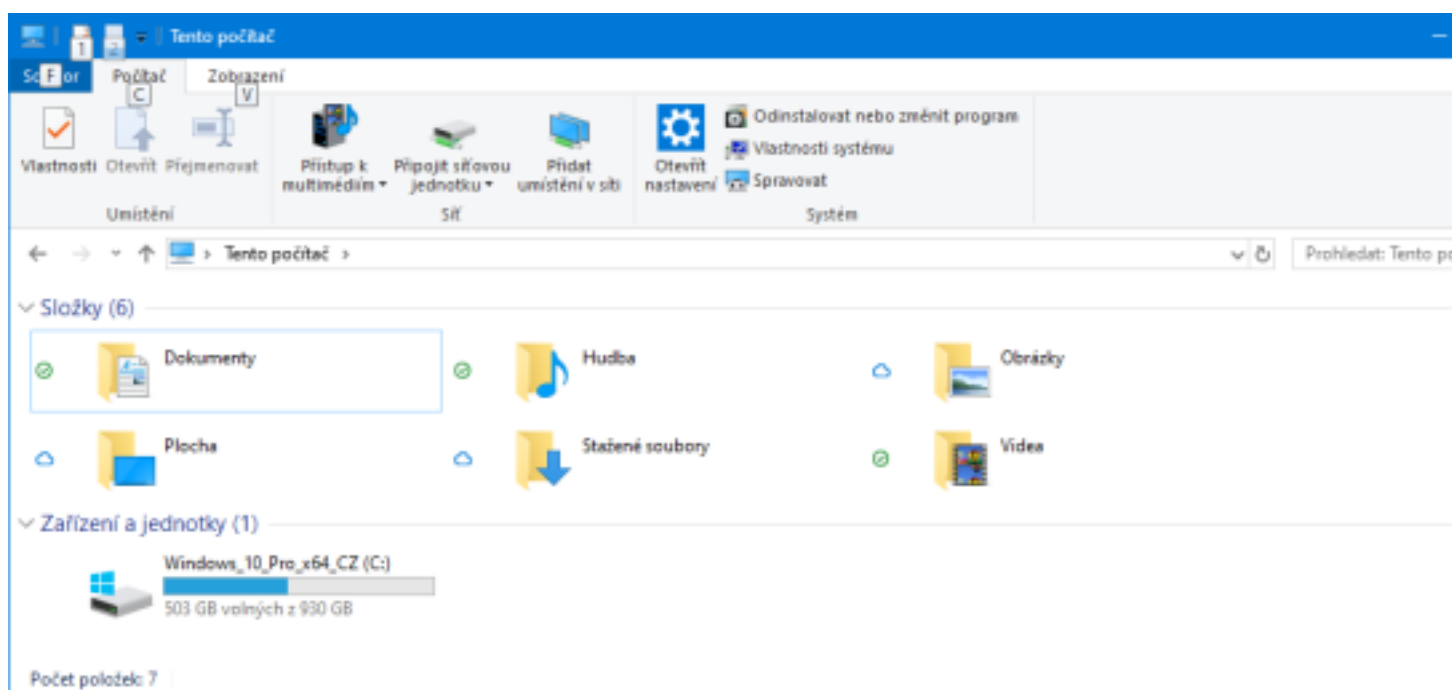 1 2 Tento počítač
F Počítač Zobrazení
C V
Vlastnosti Otevřít Přejmenovat
Přístup k
multimédiím
Připojit síťovou
jednotku
Přidat
umístění v síti
Otevřít
nastavení
Odinstalovat nebo změnit program
Vlastnosti systému
Spravovat
Umístění Síť Systém
Tento počítač
Prohledat: Tento
Složky (6)
Dokumenty Hudba Obrázky
Plocha Stažené soubory Videa
Zařízení a jednotky (1)
Windows_10_Pro_x64_CZ (C:)
503 GB volných z 930 GB
Počet položek: 7